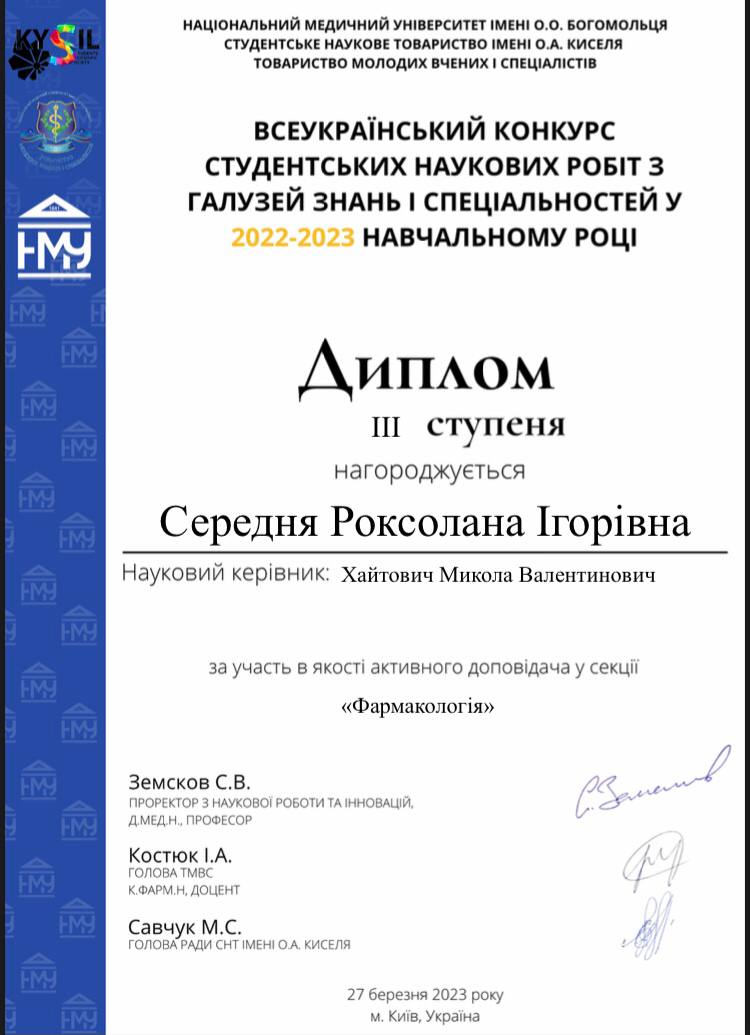 KYSIL
НАЦІОНАЛЬНИЙ МЕДИЧНИЙ УНІВЕРСИТЕТ ІМЕНІ О.О. БОГОМОЛЬЦЯ
СТУДЕНТСЬКЕ НАУКОВЕ ТОВАРИСТВО ІМЕНІ О.А. КИСЕЛЯ
ТОВАРИСТВО МОЛОДИХ ВЧЕНИХ І СПЕЦІАЛІСТІВ
ВСЕУКРАЇНСЬКИЙ КОНКУРС
СТУДЕНТСЬКИХ НАУКОВИХ РОБІТ З
ГАЛУЗЕЙ ЗНАНЬ І СПЕЦІАЛЬНОСТЕЙ У
2022-2023 НАВЧАЛЬНОМУ РОЦІ
1841
НМУ
Диплом
III ступеня
нагороджується
Середня Роксолана Ігорівна
Науковий керівник: Хайтович Микола Валентинович
за участь в якості активного доповідача у секції
«Фармакологія»
Земсков С.В.
ПРОРЕКТОР З НАУКОВОЇ РОБОТИ ТА ІННОВАЦІЙ,
Д.МЕД.Н., ПРОФЕСОР
Костюк І.А.
ГОЛОВА ТМВС
К.ФАРМ.Н, ДОЦЕНТ
Савчук М.С.
ГОЛОВА РАДИ СНТ ІМЕНІ О.А. КИСЕЛЯ
27 березня 2023 року
м. Київ, Україна